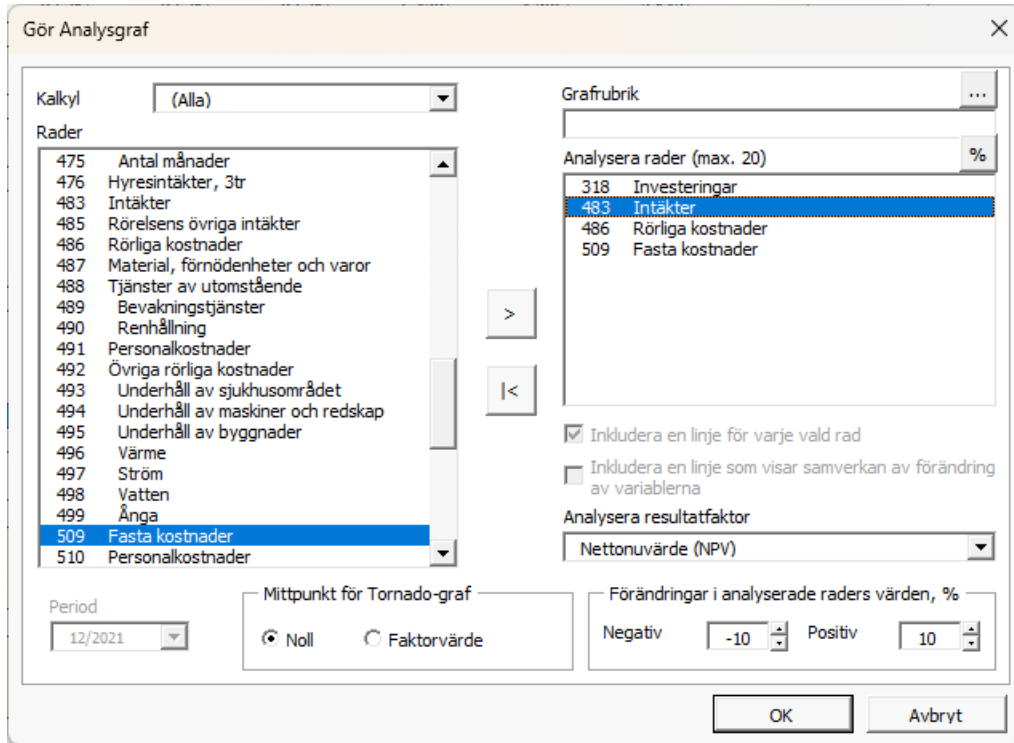 Gör Analysgraf
Kalkyl
(Alla)
Rader
475 Antal månader
476 Hyresintäkter, 3tr
483 Intäkter
485 Rörelsens övriga intäkter
486 Rörliga kostnader
487 Material, förnödenheter och varor
488 Tjänster av utomstående
489 Bevakningstjänster
490 Renhållning
491 Personalkostnader
492 Övriga rörliga kostnader
493 Underhåll av sjukhusområdet
494 Underhåll av maskiner och redskap
495 Underhåll av byggnader
496 Värme
497 Ström
498 Vatten
499 Ånga
509 Fasta kostnader
510 Personalkostnader
>
|<
Grafrubrik
...
Analysera rader (max. 20)
%
318 Investeringar
483 Intäkter
486 Rörliga kostnader
509 Fasta kostnader
Inkludera en linje för varje vald rad
Inkludera en linje som visar samverkan av förändring
av variablerna
Analysera resultatfaktor
Nettonuvärde (NPV)
Period
12/2021
Mittpunkt för Tornado-graf
Noll
Faktorvärde
Förändringar i analyserade raders värden, %
Negativ
-10
Positiv
10
OK
Avbryt